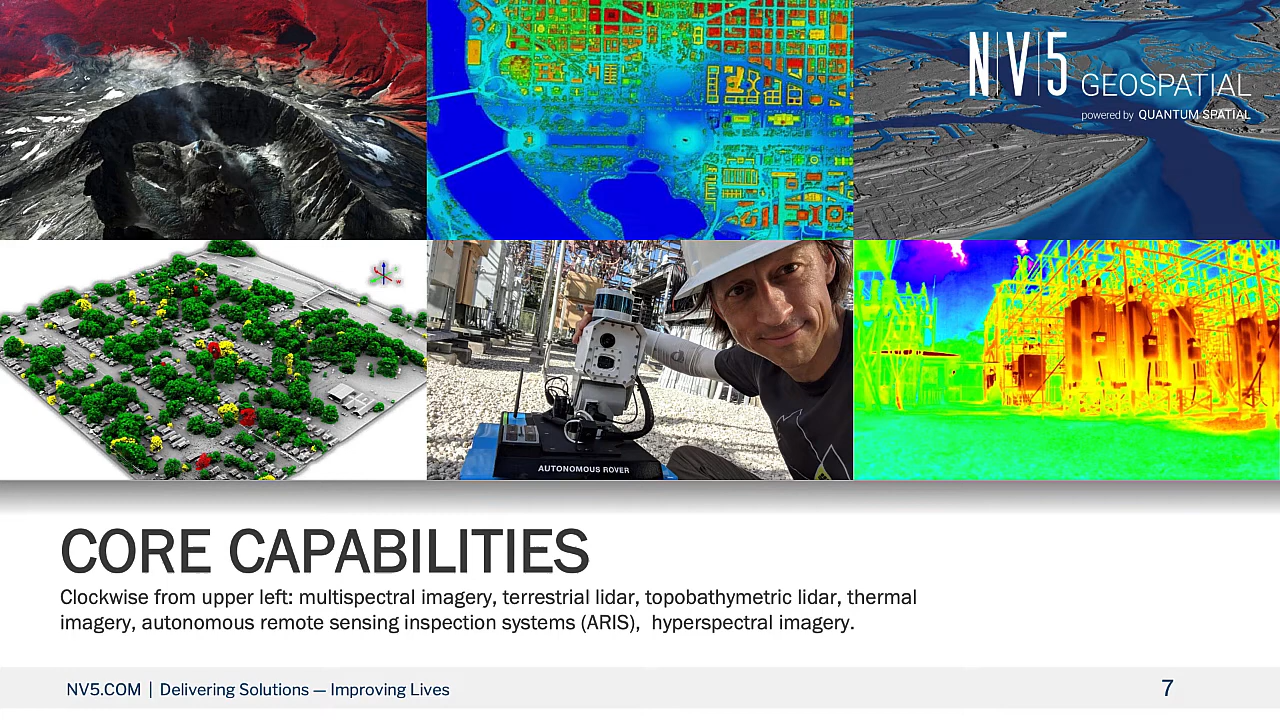 N|V|5 GEOSPATIAL
powered by QUANTUM SPATIAL
AUTONOMOUS ROVER
CORE CAPABILITIES
Clockwise from upper left: multispectral imagery, terrestrial lidar, topobathymetric lidar, thermal
imagery, autonomous remote sensing inspection systems (ARIS),  hyperspectral imagery.
NV5.COM | Delivering Solutions — Improving Lives
7